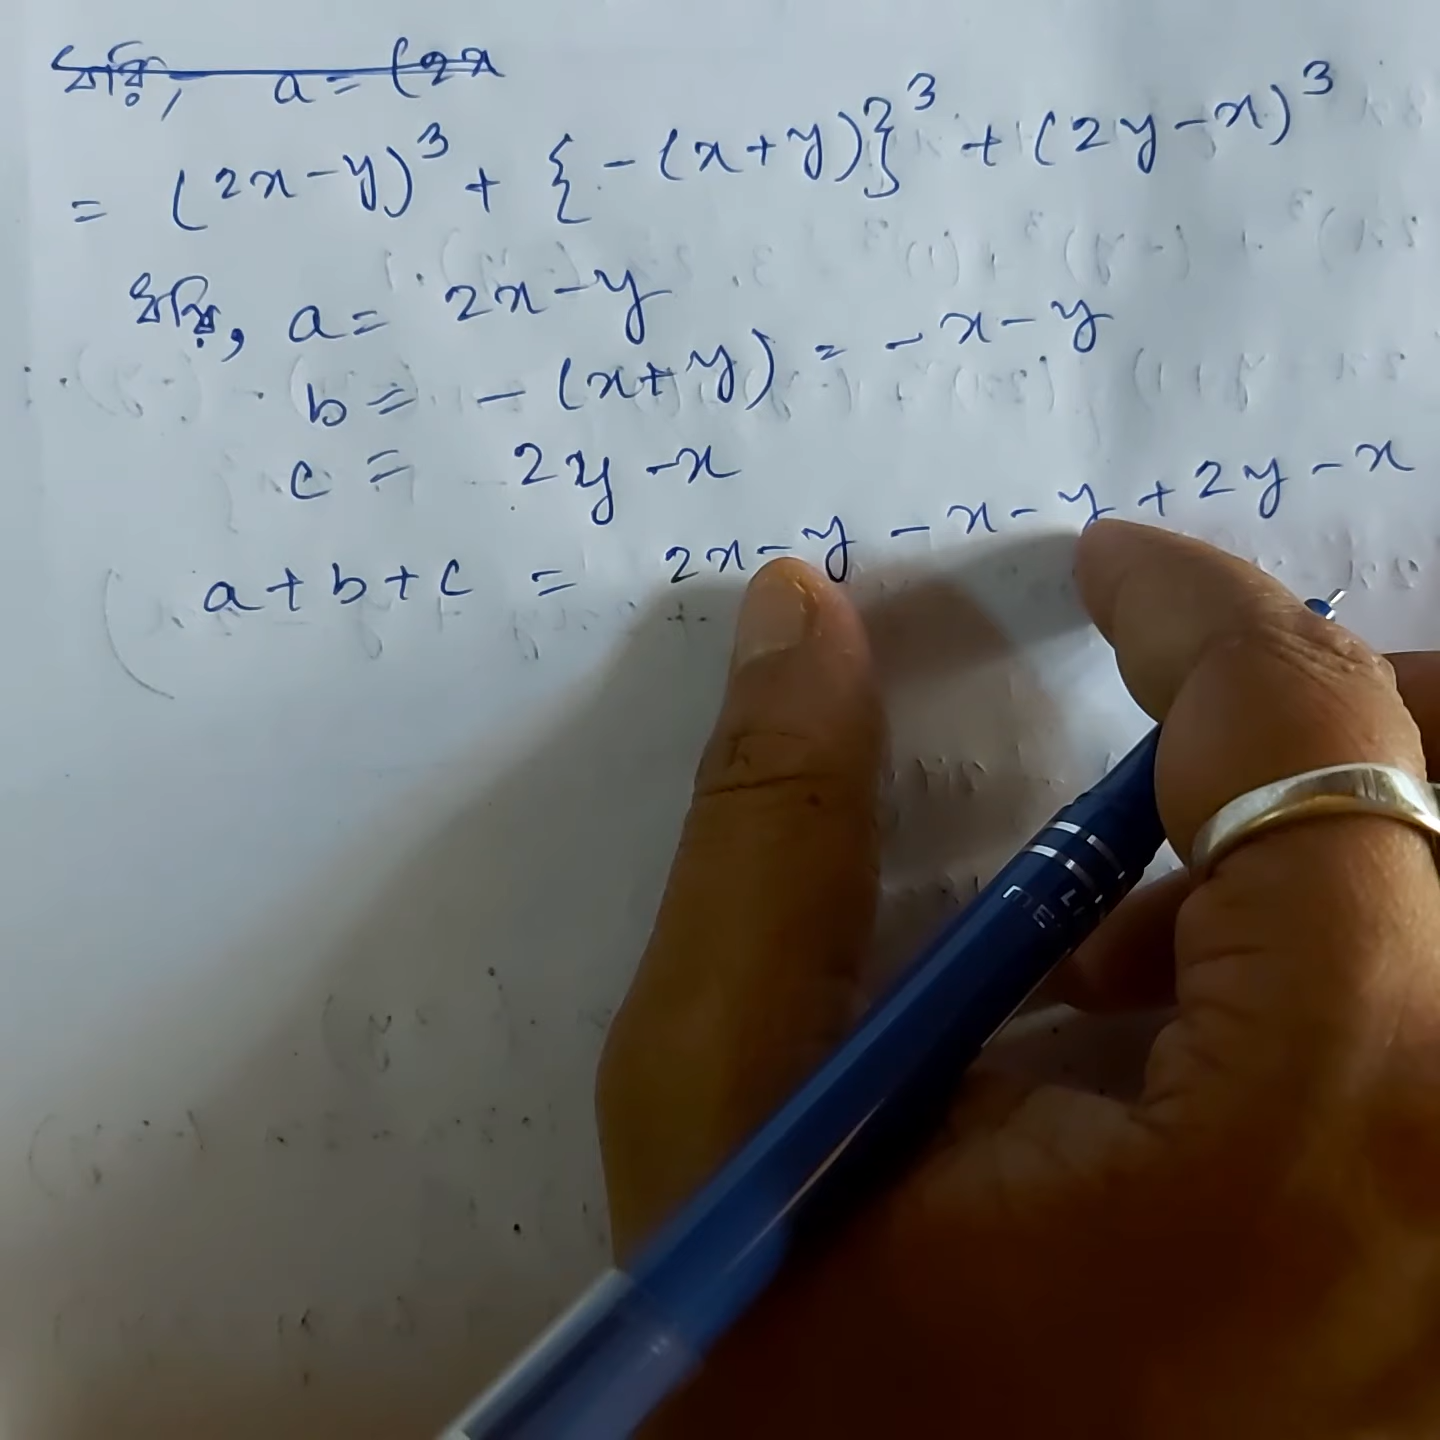 ধরি, a = (2x
= (2x-y)³ + {-(x+y)}³ + (2y-x)³
ধরি, a = 2x-y
b = -(x+y) = -x-y
c = 2y-x
a+b+c = 2x-y-x-y+2y-x